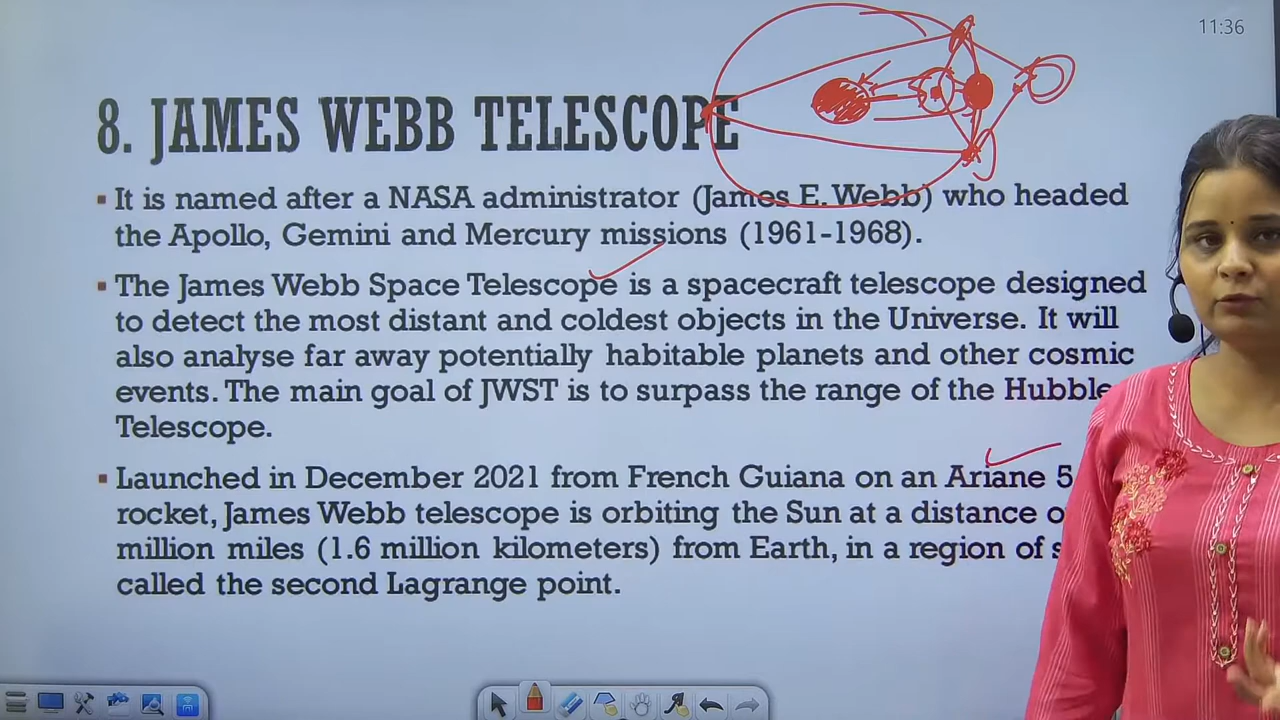 11:36
8. JAMES WEBB TELESCOPE
▪ It is named after a NASA administrator (James E. Webb) who headed
the Apollo, Gemini and Mercury missions (1961-1968).
▪ The James Webb Space Telescope is a spacecraft telescope designed
to detect the most distant and coldest objects in the Universe. It will
also analyse far away potentially habitable planets and other cosmic
events. The main goal of JWST is to surpass the range of the Hubble
Telescope.
▪ Launched in December 2021 from French Guiana on an Ariane 5
rocket, James Webb telescope is orbiting the Sun at a distance
million miles (1.6 million kilometers) from Earth, in a region of
called the second Lagrange point.